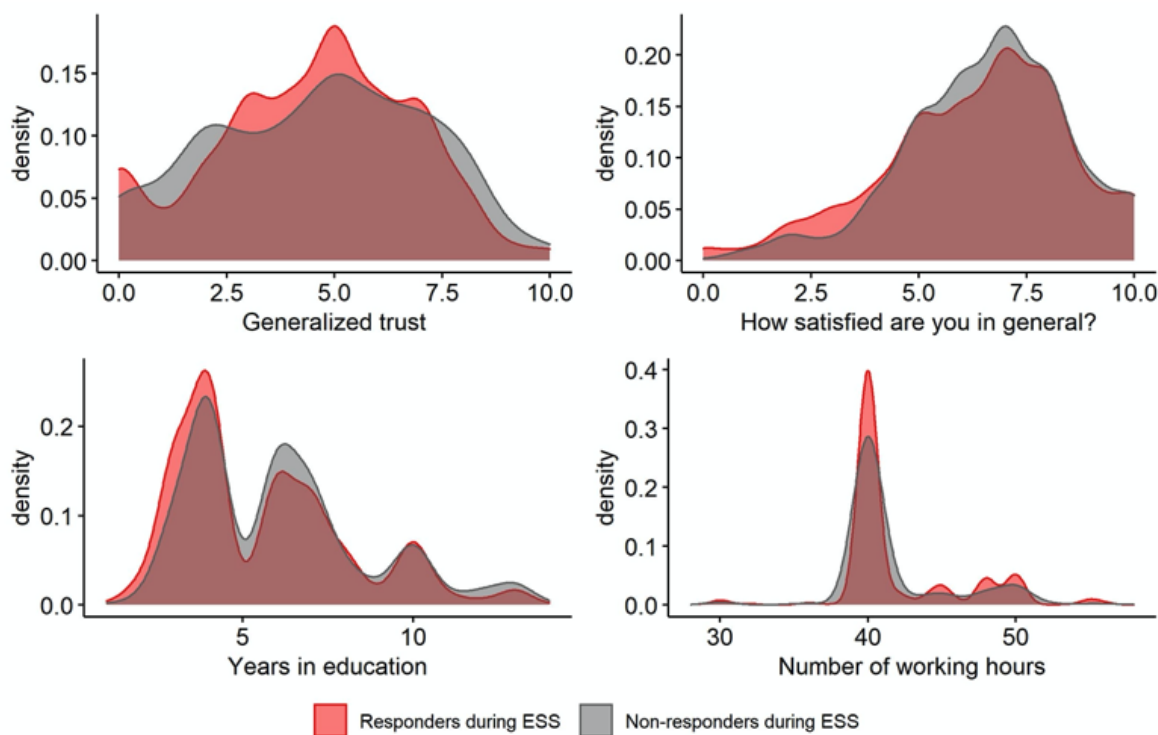 density
0.15
0.10
0.05
0.00
0.0 2.5 5.0 7.5 10.0
Generalized trust
density
0.20
0.15
0.10
0.05
0.00
0.0 2.5 5.0 7.5 10.0
How satisfied are you in general?
density
0.2
0.1
0.0
5 10
Years in education
density
0.4
0.3
0.2
0.1
0.0
30 40 50
Number of working hours
Responders during ESS Non-responders during ESS